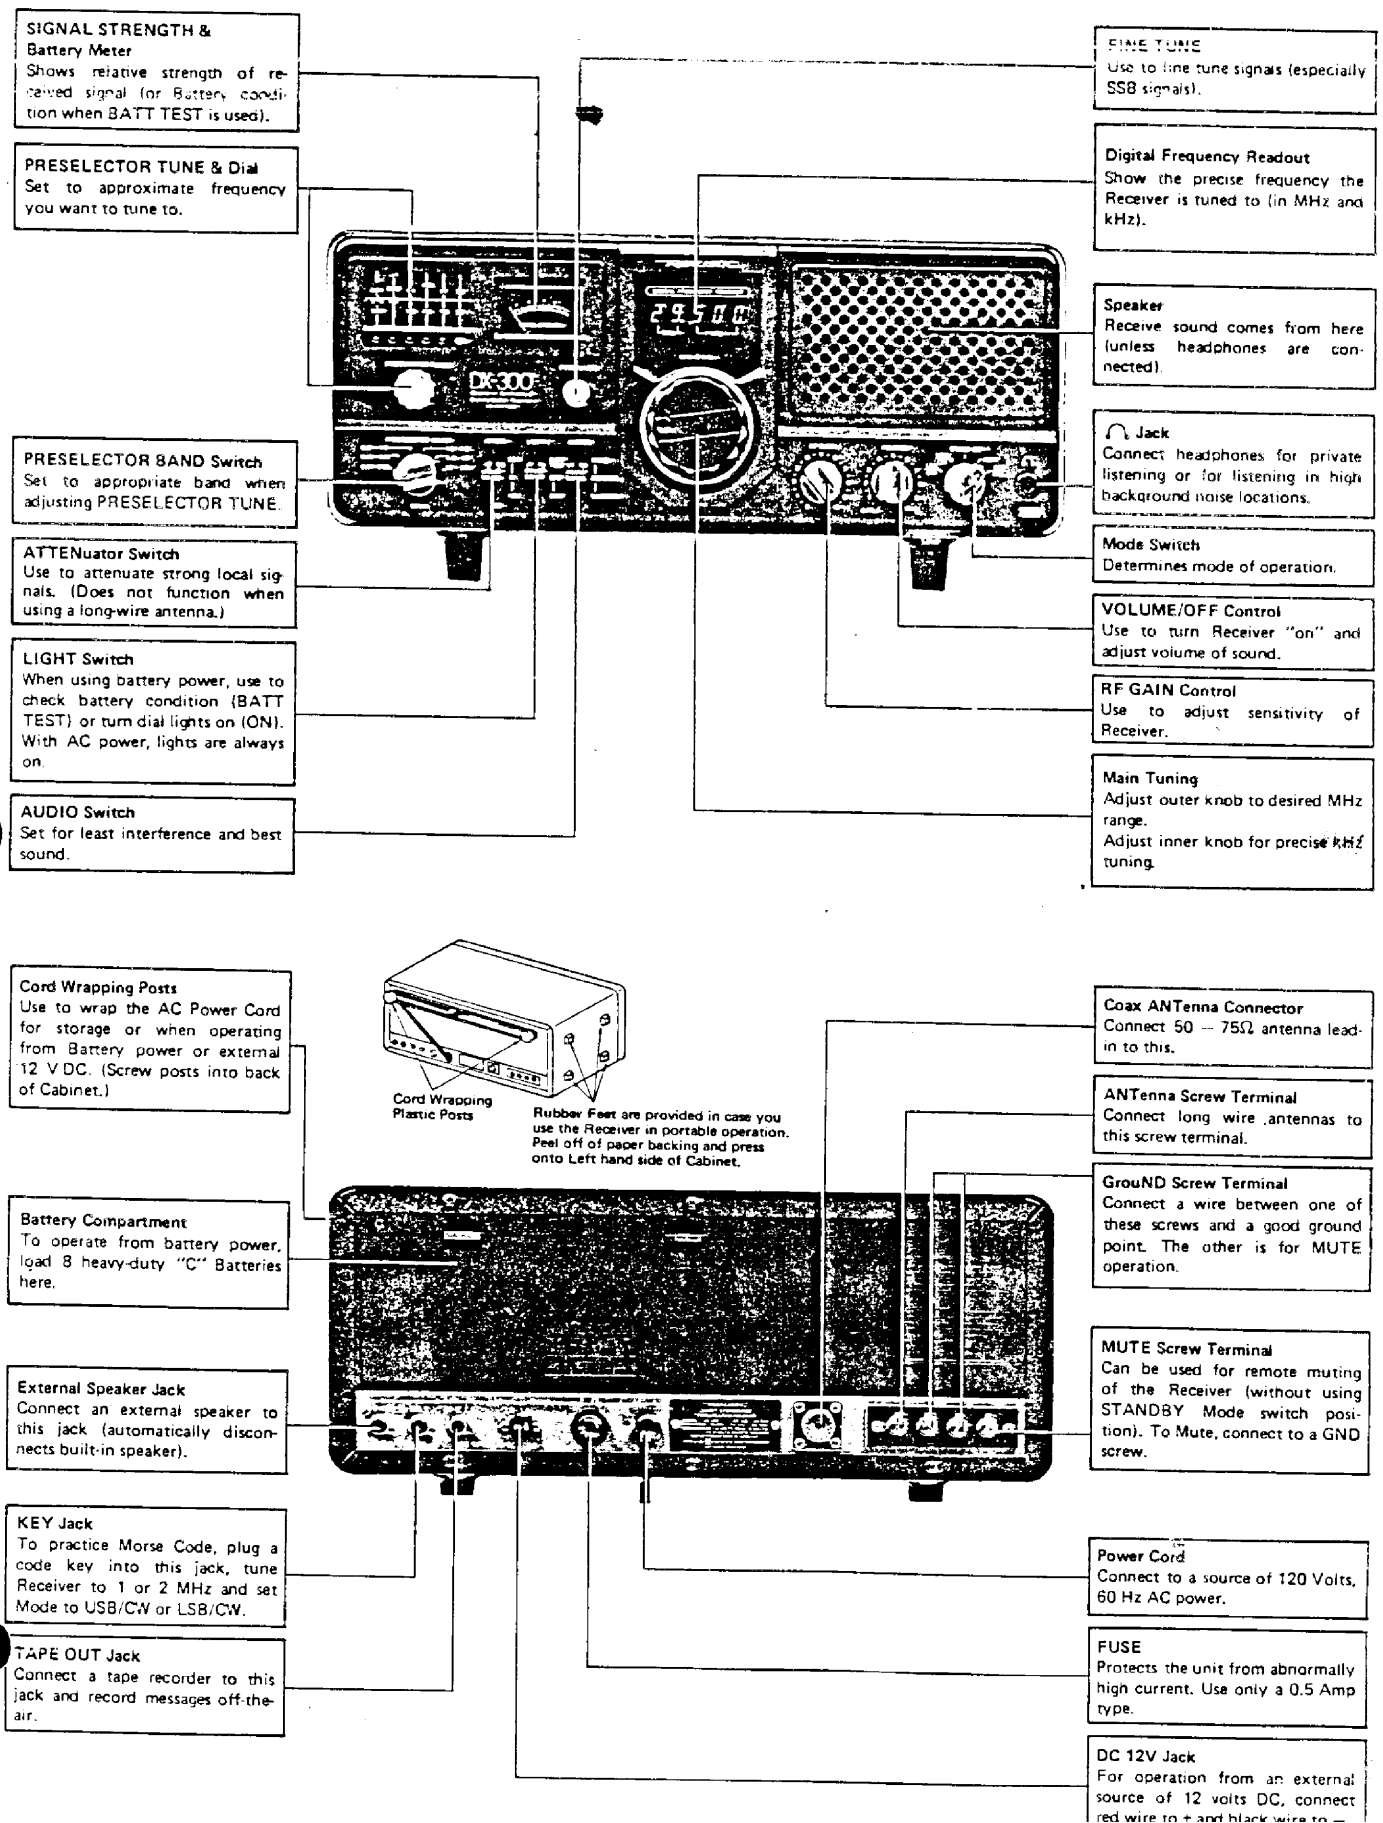 SIGNAL STRENGTH &
Battery Meter
Shows relative strength of re-
ceived signal (or Battery condi-
tion when BATT TEST is used).
PRESELECTOR TUNE & Dial
Set to approximate frequency
you want to tune to.
PRESELECTOR BAND Switch
Set to appropriate band when
adjusting PRESELECTOR TUNE.
ATTENuator Switch
Use to attenuate strong local sig-
nals. (Does not function when
using a long-wire antenna.)
LIGHT Switch
When using battery power, use to
check battery condition (BATT
TEST) or turn dial lights on (ON).
With AC power, lights are always
on.
AUDIO Switch
Set for least interference and best
sound.
FINE TUNE
Use to fine tune signals (especially
SSB signals).
Digital Frequency Readout
Show the precise frequency the
Receiver is tuned to (in MHz and
kHz).
Speaker
Receive sound comes from here
(unless headphones are con-
nected).
Jack
Connect headphones for private
listening or for listening in high
background noise locations.
Mode Switch
Determines mode of operation.
VOLUME/OFF Control
Use to turn Receiver "on" and
adjust volume of sound.
RF GAIN Control
Use to adjust sensitivity of
Receiver.
Main Tuning
Adjust outer knob to desired MHz
range.
Adjust inner knob for precise kHz
tuning.
29.500
DX-300
Cord Wrapping Posts
Use to wrap the AC Power Cord
for storage or when operating
from Battery power or external
12 V DC. (Screw posts into back
of Cabinet.)
Cord Wrapping
Plastic Posts
Rubber Feet are provided in case you
use the Receiver in portable operation.
Peel off of paper backing and press
onto Left hand side of Cabinet.
Battery Compartment
To operate from battery power,
load 8 heavy-duty "C" Batteries
here.
External Speaker Jack
Connect an external speaker to
this jack (automatically discon-
nects built-in speaker).
KEY Jack
To practice Morse Code, plug a
code key into this jack, tune
Receiver to 1 or 2 MHz and set
Mode to USB/CW or LSB/CW.
TAPE OUT Jack
Connect a tape recorder to this
jack and record messages off-the-
air.
Coax ANTenna Connector
Connect 50 – 75Ω antenna lead-
in to this.
ANTenna Screw Terminal
Connect long wire antennas to
this screw terminal.
GrouND Screw Terminal
Connect a wire between one of
these screws and a good ground
point. The other is for MUTE
operation.
MUTE Screw Terminal
Can be used for remote muting
of the Receiver (without using
STANDBY Mode switch posi-
tion). To Mute, connect to a GND
screw.
Power Cord
Connect to a source of 120 Volts,
60 Hz AC power.
FUSE
Protects the unit from abnormally
high current. Use only a 0.5 Amp
type.
DC 12V Jack
For operation from an external
source of 12 volts DC, connect
red wire to + and black wire to –.